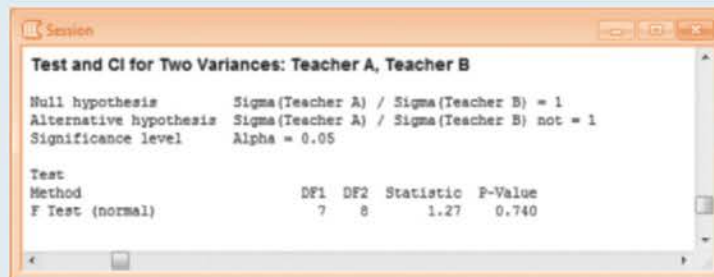 Session
Test and CI for Two Variances: Teacher A, Teacher B
Null hypothesis Sigma(Teacher A) / Sigma(Teacher B) = 1
Alternative hypothesis Sigma(Teacher A) / Sigma(Teacher B) not = 1
Significance level Alpha = 0.05
Test
Method DF1 DF2 Statistic P-Value
F Test (normal) 7 8 1.27 0.740